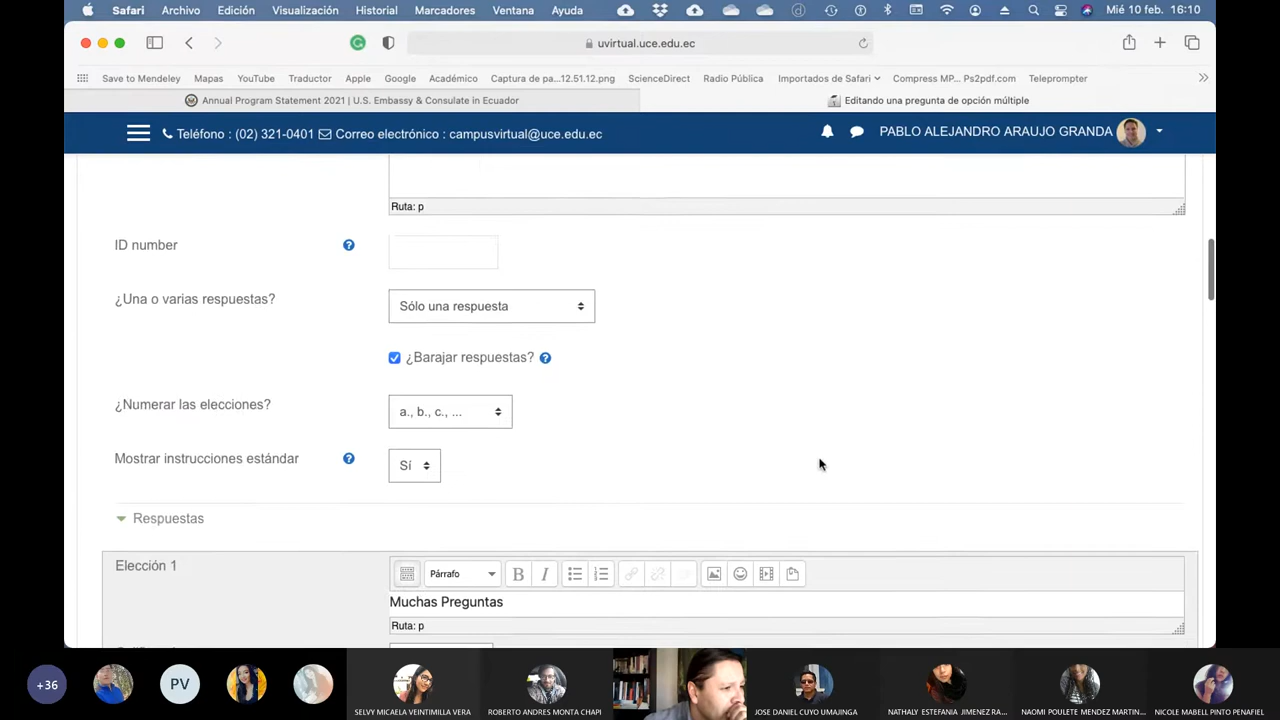 Safari Archivo Edición Visualización Historial Marcadores Ventana Ayuda Mié 10 feb. 16:10
uvirtual.uce.edu.ec
Save to Mendeley Mapas YouTube Traductor Apple Google Académico Captura de pa...12.51.12.png ScienceDirect Radio Pública Importados de Safari Compress MP... Ps2pdf.com Teleprompter
Annual Program Statement 2021 | U.S. Embassy & Consulate in Ecuador Editando una pregunta de opción múltiple
Teléfono : (02) 321-0401 Correo electrónico : campusvirtual@uce.edu.ec PABLO ALEJANDRO ARAUJO GRANDA
Ruta: p
ID number
¿Una o varias respuestas? Sólo una respuesta
¿Barajar respuestas?
¿Numerar las elecciones? a., b., c., ...
Mostrar instrucciones estándar Sí
Respuestas
Elección 1 Párrafo B I
Muchas Preguntas
Ruta: p
+36 PV
SELVY MICAELA VEINTIMILLA VERA ROBERTO ANDRES MONTA CHAPI JOSE DANIEL CUYO UMAJINGA NATHALY ESTEFANIA JIMENEZ RA... NAOMI POULETE MENDEZ MARTIN... NICOLE MABELL PINTO PENAFIEL